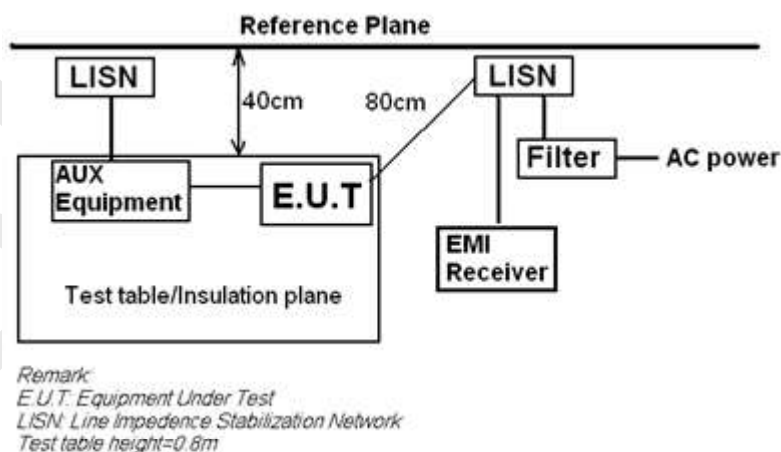 Reference Plane
LISN
40cm
80cm
LISN
Filter
AC power
AUX
Equipment
E.U.T
EMI
Receiver
Test table/Insulation plane
Remark:
E.U.T: Equipment Under Test
LISN: Line Impedence Stabilization Network
Test table height=0.8m